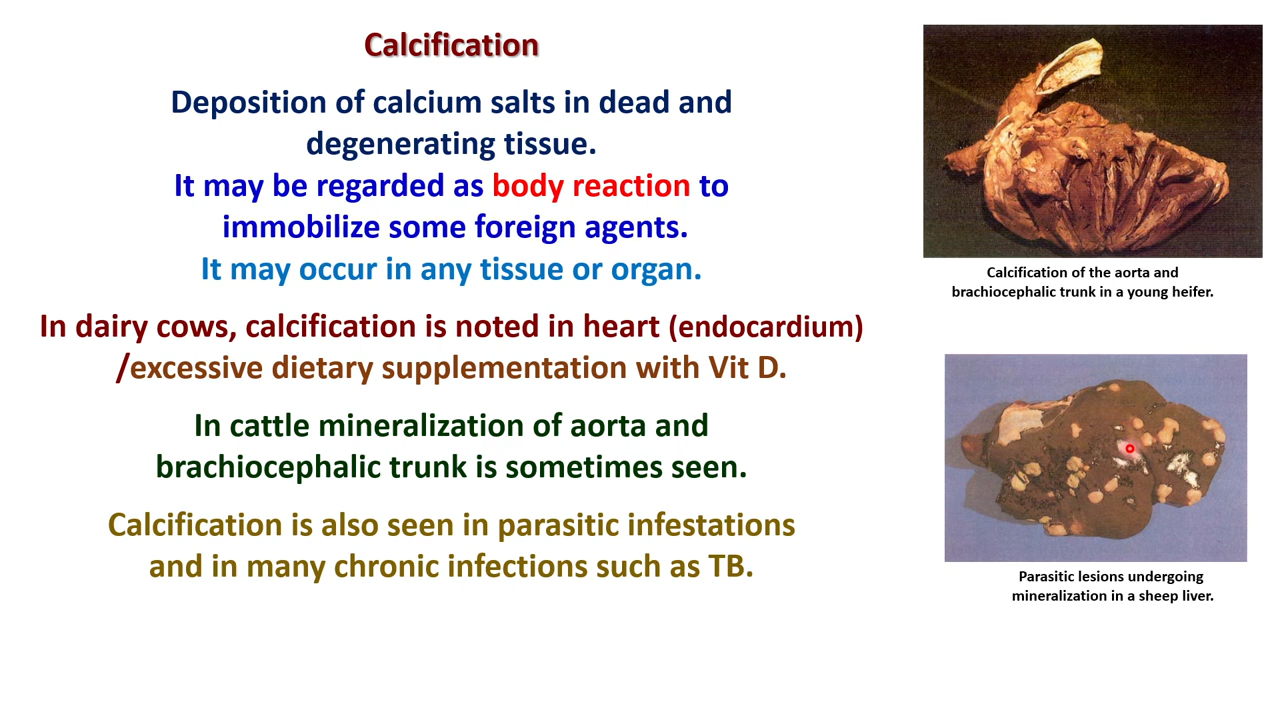 Calcification
Deposition of calcium salts in dead and
degenerating tissue.
It may be regarded as body reaction to
immobilize some foreign agents.
It may occur in any tissue or organ.
In dairy cows, calcification is noted in heart (endocardium)
/excessive dietary supplementation with Vit D.
In cattle mineralization of aorta and
brachiocephalic trunk is sometimes seen.
Calcification is also seen in parasitic infestations
and in many chronic infections such as TB.
Calcification of the aorta and
brachiocephalic trunk in a young heifer.
Parasitic lesions undergoing
mineralization in a sheep liver.